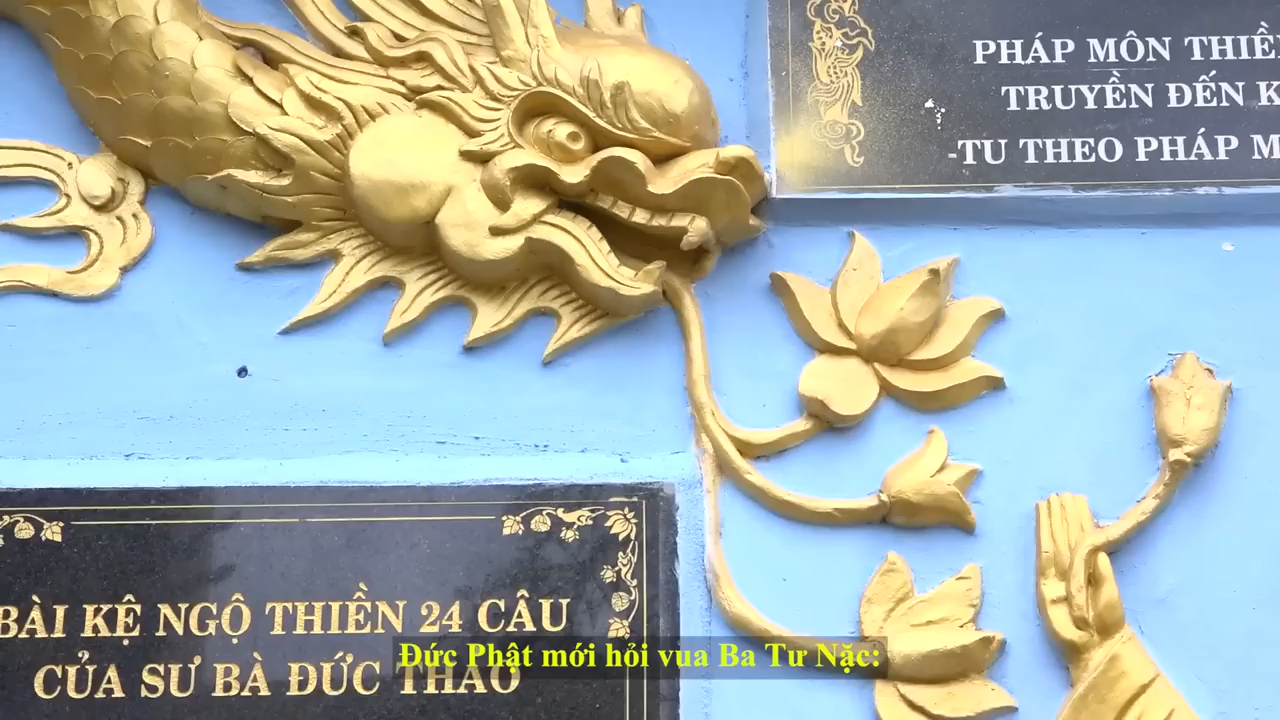 PHÁP MÔN THIỀ
TRUYỀN ĐẾN K
-TU THEO PHÁP M
BÀI KỆ NGỘ THIỀN 24 CÂU
CỦA SƯ BÀ ĐỨC THẢO
Đức Phật mới hỏi vua Ba Tư Nặc: